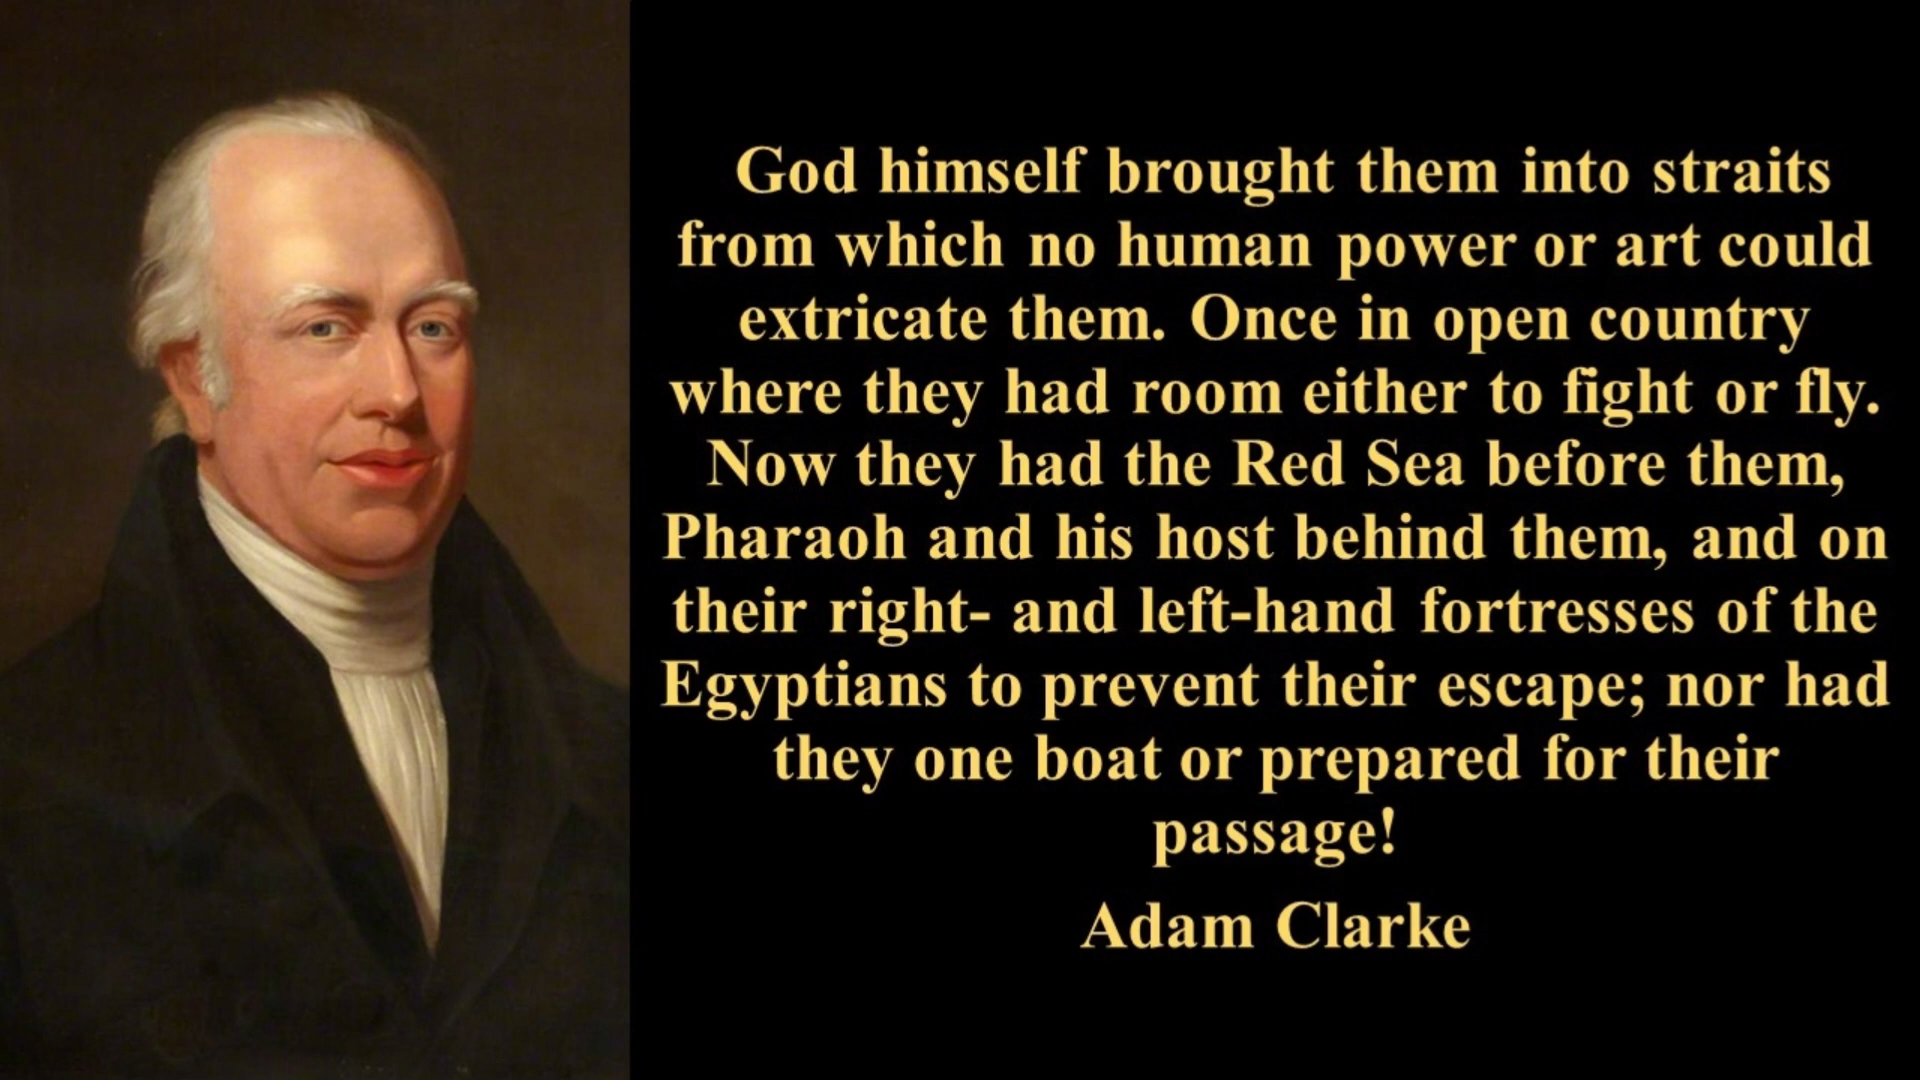 God himself brought them into straits
from which no human power or art could
extricate them. Once in open country
where they had room either to fight or fly.
Now they had the Red Sea before them,
Pharaoh and his host behind them, and on
their right- and left-hand fortresses of the
Egyptians to prevent their escape; nor had
they one boat or prepared for their
passage!
Adam Clarke